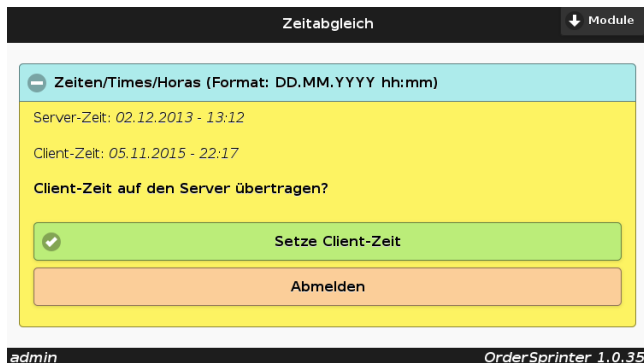 Zeitabgleich
Module
Zeiten/Times/Horas (Format: DD.MM.YYYY hh:mm)
Server-Zeit: 02.12.2013 - 13:12
Client-Zeit: 05.11.2015 - 22:17
Client-Zeit auf den Server übertragen?
Setze Client-Zeit
Abmelden
admin
OrderSprinter 1.0.35